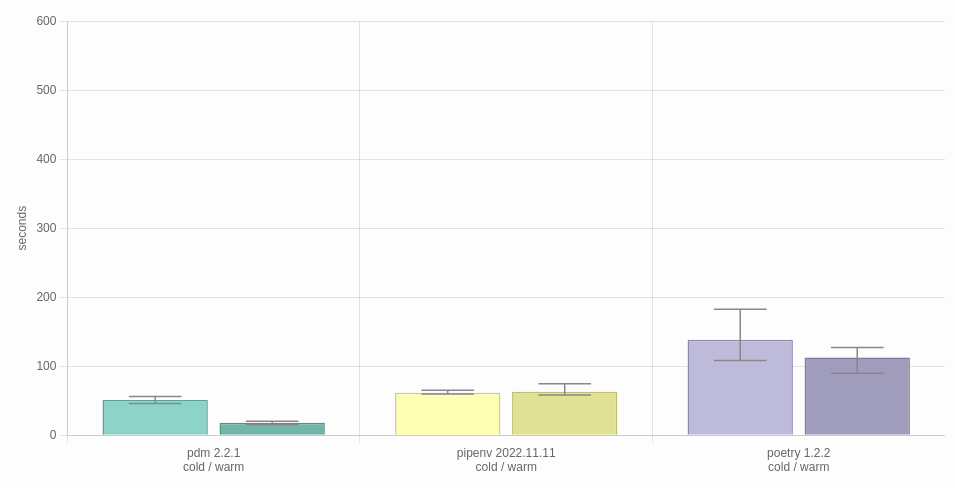 600
500
400
300
200
100
0
seconds
pdm 2.2.1
cold / warm
pipenv 2022.11.11
cold / warm
poetry 1.2.2
cold / warm